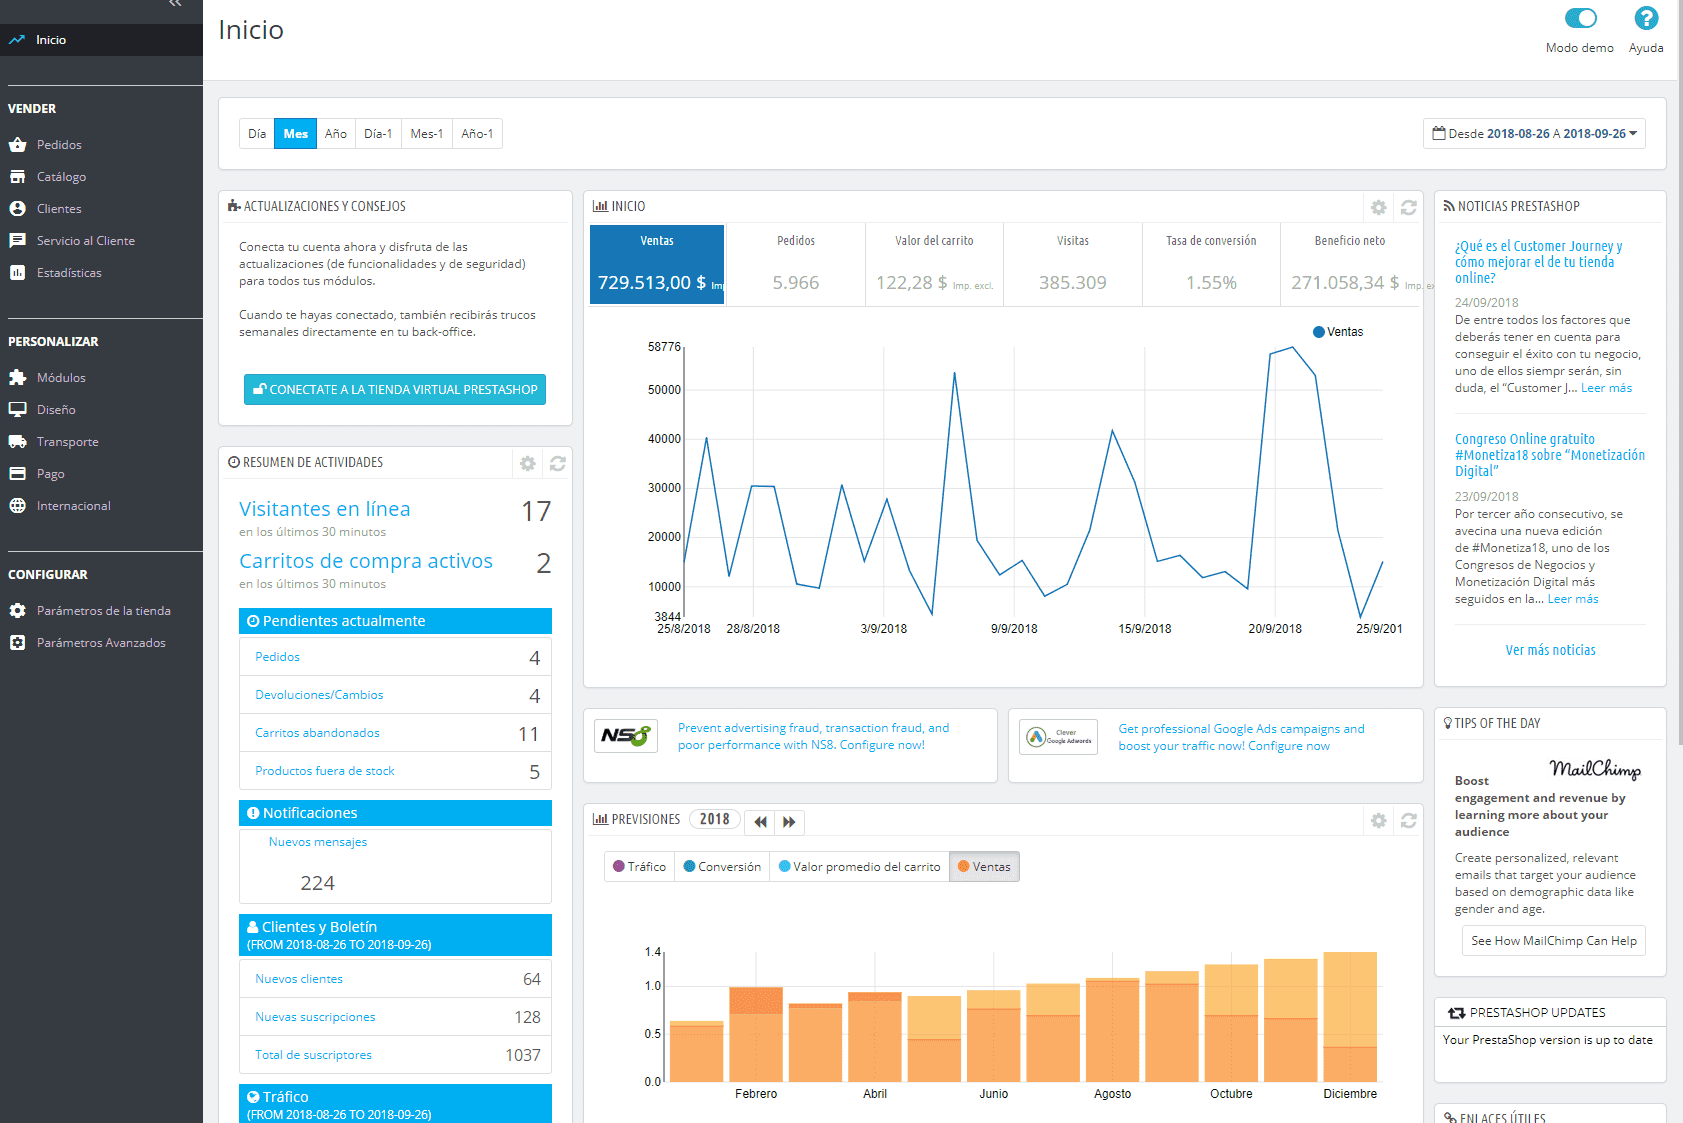 Inicio
VENDER
Pedidos
Catálogo
Clientes
Servicio al Cliente
Estadísticas
PERSONALIZAR
Módulos
Diseño
Transporte
Pago
Internacional
CONFIGURAR
Parámetros de la tienda
Parámetros Avanzados
Inicio
Modo demo
Ayuda
Día Mes Año Día-1 Mes-1 Año-1
Desde 2018-08-26 A 2018-09-26
ACTUALIZACIONES Y CONSEJOS
Conecta tu cuenta ahora y disfruta de las
actualizaciones (de funcionalidades y de seguridad)
para todos tus módulos.
Cuando te hayas conectado, también recibirás trucos
semanales directamente en tu back-office.
CONECTATE A LA TIENDA VIRTUAL PRESTASHOP
RESUMEN DE ACTIVIDADES
Visitantes en línea 17
en los últimos 30 minutos
Carritos de compra activos 2
en los últimos 30 minutos
Pendientes actualmente
Pedidos 4
Devoluciones/Cambios 4
Carritos abandonados 11
Productos fuera de stock 5
Notificaciones
Nuevos mensajes
224
Clientes y Boletín
(FROM 2018-08-26 TO 2018-09-26)
Nuevos clientes 64
Nuevas suscripciones 128
Total de suscriptores 1037
Tráfico
(FROM 2018-08-26 TO 2018-09-26)
INICIO
Ventas Pedidos Valor del carrito Visitas Tasa de conversión Beneficio neto
729.513,00 $ Imp 5.966 122,28 $ Imp. excl. 385.309 1.55% 271.058,34 $ Imp. ex
Ventas
58776
50000
40000
30000
20000
10000
3844
25/8/2018 28/8/2018 3/9/2018 9/9/2018 15/9/2018 20/9/2018 25/9/201
NS8
Prevent advertising fraud, transaction fraud, and
poor performance with NS8. Configure now!
Clever
Google Adwords
Get professional Google Ads campaigns and
boost your traffic now! Configure now
PREVISIONES 2018
Tráfico Conversión Valor promedio del carrito Ventas
1.4
1.0
0.5
0.0
Febrero Abril Junio Agosto Octubre Diciembre
NOTICIAS PRESTASHOP
¿Qué es el Customer Journey y
cómo mejorar el de tu tienda
online?
24/09/2018
De entre todos los factores que
deberás tener en cuenta para
conseguir el éxito con tu negocio,
uno de ellos siempr serán, sin
duda, el “Customer J... Leer más
Congreso Online gratuito
#Monetiza18 sobre “Monetización
Digital”
23/09/2018
Por tercer año consecutivo, se
avecina una nueva edición
de #Monetiza18, uno de los
Congresos de Negocios y
Monetización Digital más
seguidos en la... Leer más
Ver más noticias
TIPS OF THE DAY
MailChimp
Boost
engagement and revenue by
learning more about your
audience
Create personalized, relevant
emails that target your audience
based on demographic data like
gender and age.
See How MailChimp Can Help
PRESTASHOP UPDATES
Your PrestaShop version is up to date
ENLACES ÚTILES